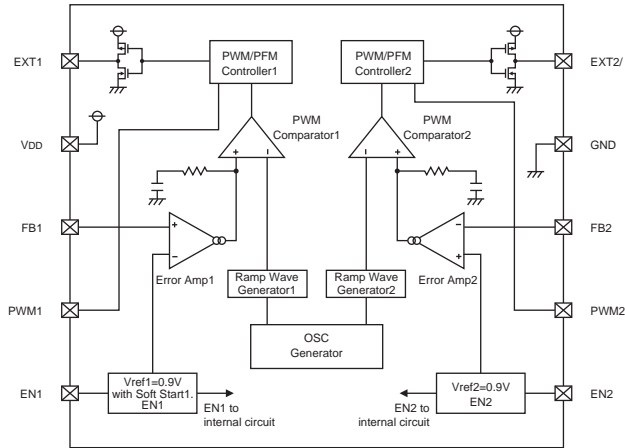 EXT1
PWM/PFM
Controller1
PWM/PFM
Controller2
EXT2/
VDD
PWM
Comparator1
PWM
Comparator2
GND
+
−
−
+
FB1
+
−
Error Amp1
−
+
Error Amp2
FB2
Ramp Wave
Generator1
Ramp Wave
Generator2
PWM1
PWM2
OSC
Generator
EN1
Vref1=0.9V
with Soft Start1.
EN1
EN1 to
internal circuit
EN2 to
internal circuit
Vref2=0.9V
EN2
EN2